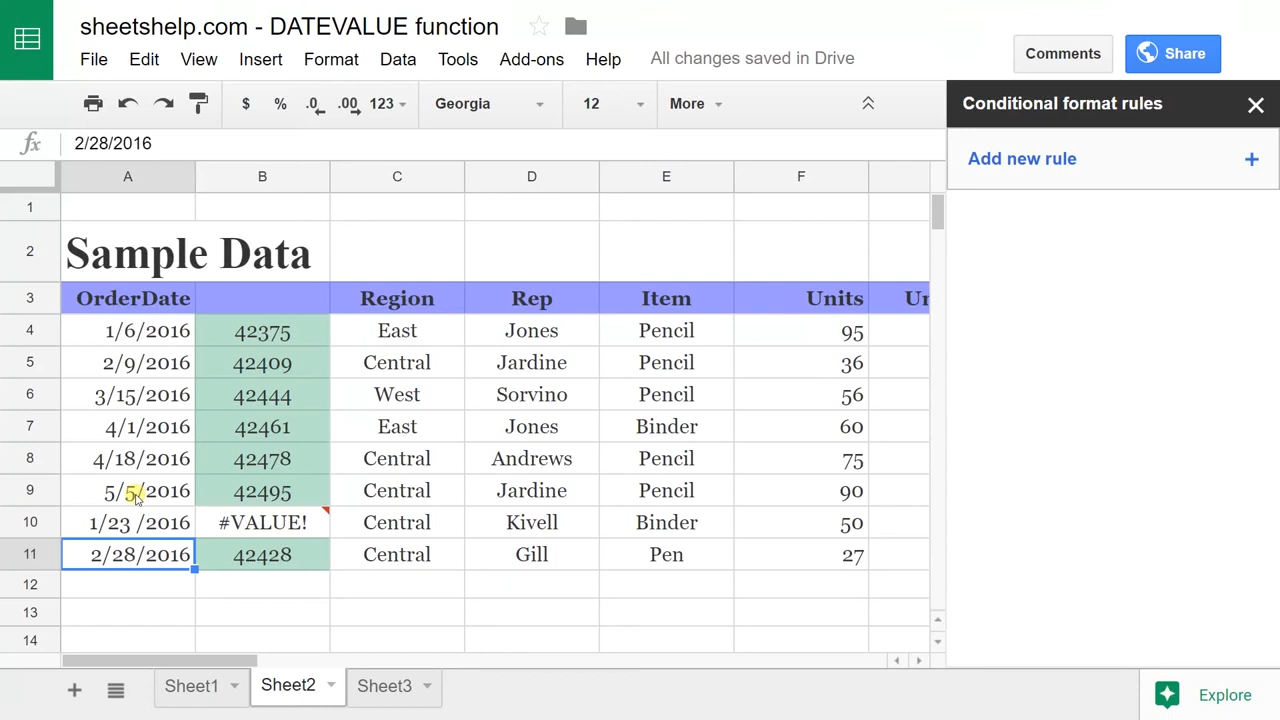 sheetshelp.com - DATEVALUE function
File Edit View Insert Format Data Tools Add-ons Help All changes saved in Drive
Comments Share
$ % .0 .00 123 Georgia 12 More
fx 2/28/2016
Conditional format rules
Add new rule +
A B C D E F
1
2 Sample Data
3 OrderDate Region Rep Item Units
4 1/6/2016 42375 East Jones Pencil 95
5 2/9/2016 42409 Central Jardine Pencil 36
6 3/15/2016 42444 West Sorvino Pencil 56
7 4/1/2016 42461 East Jones Binder 60
8 4/18/2016 42478 Central Andrews Pencil 75
9 5/5/2016 42495 Central Jardine Pencil 90
10 1/23 /2016 #VALUE! Central Kivell Binder 50
11 2/28/2016 42428 Central Gill Pen 27
12
13
14
Sheet1 Sheet2 Sheet3
Explore